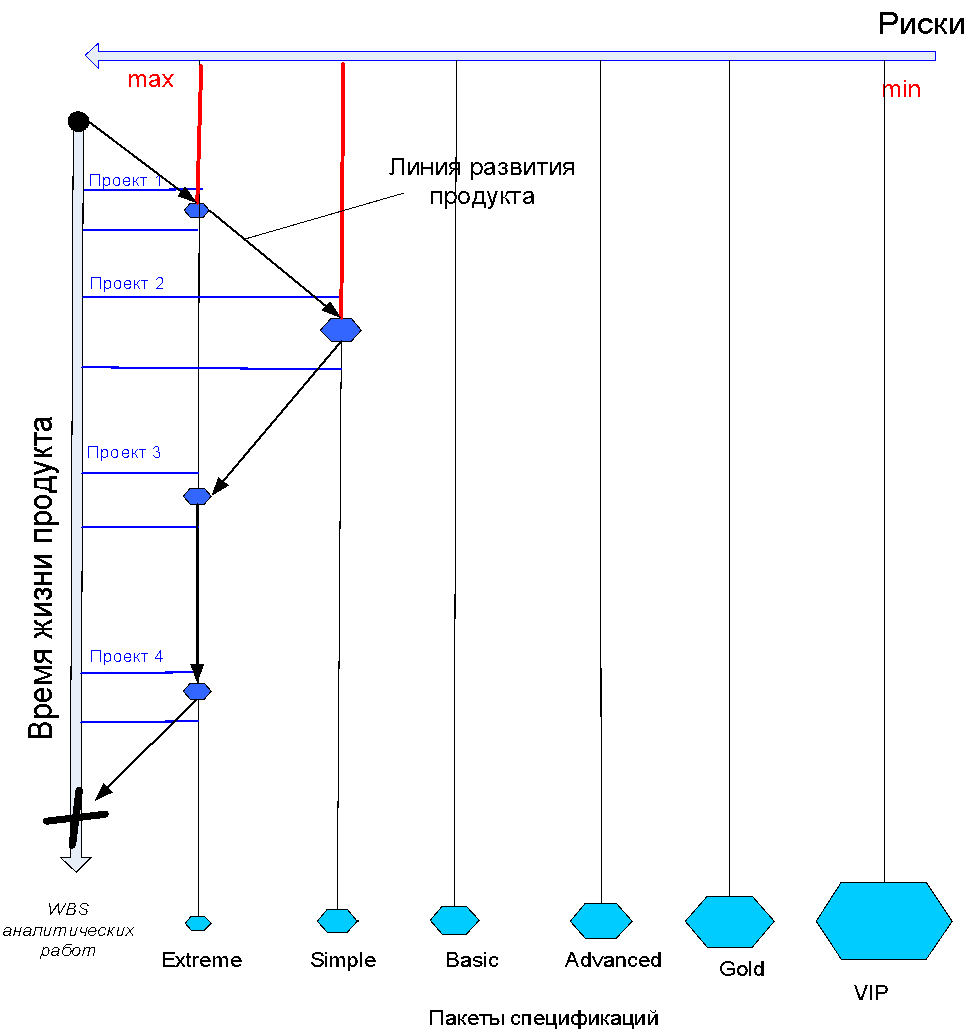 Риски
max
min
Линия развития
продукта
Проект 1
Проект 2
Проект 3
Проект 4
Время жизни продукта
WBS
аналитических
работ
Extreme
Simple
Basic
Advanced
Gold
VIP
Пакеты спецификаций